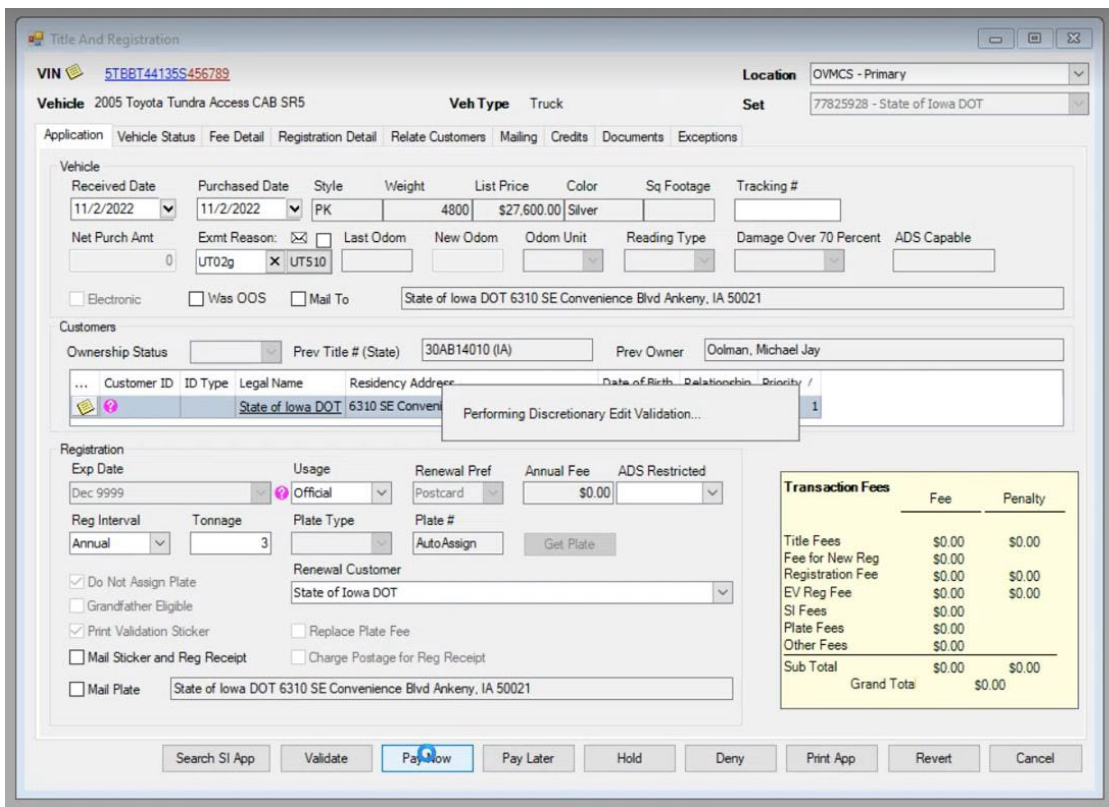 Title And Registration
VIN 5TBBT44135S456789 Location OVMCS - Primary
Vehicle 2005 Toyota Tundra Access CAB SR5 Veh Type Truck Set 77825928 - State of Iowa DOT
Application Vehicle Status Fee Detail Registration Detail Relate Customers Mailing Credits Documents Exceptions
Vehicle
Received Date Purchased Date Style Weight List Price Color Sq Footage Tracking #
11/2/2022 11/2/2022 PK 4800 $27,600.00 Silver
Net Purch Amt Exmt Reason: Last Odom New Odom Odom Unit Reading Type Damage Over 70 Percent ADS Capable
0 UT02g X UT510
Electronic Was OOS Mail To State of Iowa DOT 6310 SE Convenience Blvd Ankeny, IA 50021
Customers
Ownership Status Prev Title # (State) 30AB14010 (IA) Prev Owner Oolman, Michael Jay
... Customer ID ID Type Legal Name Residency Address Date of Birth Relationship Priority /
? State of Iowa DOT 6310 SE Conveni 1
Performing Discretionary Edit Validation...
Registration
Exp Date Usage Renewal Pref Annual Fee ADS Restricted
Dec 9999 ? Official Postcard $0.00
Reg Interval Tonnage Plate Type Plate #
Annual 3 AutoAssign Get Plate
Do Not Assign Plate
Renewal Customer
State of Iowa DOT
Grandfather Eligible
Print Validation Sticker Replace Plate Fee
Mail Sticker and Reg Receipt Charge Postage for Reg Receipt
Mail Plate State of Iowa DOT 6310 SE Convenience Blvd Ankeny, IA 50021
Transaction Fees Fee Penalty
Title Fees $0.00 $0.00
Fee for New Reg $0.00
Registration Fee $0.00 $0.00
EV Reg Fee $0.00 $0.00
SI Fees $0.00
Plate Fees $0.00
Other Fees $0.00
Sub Total $0.00 $0.00
Grand Total $0.00
Search SI App Validate Pay Now Pay Later Hold Deny Print App Revert Cancel